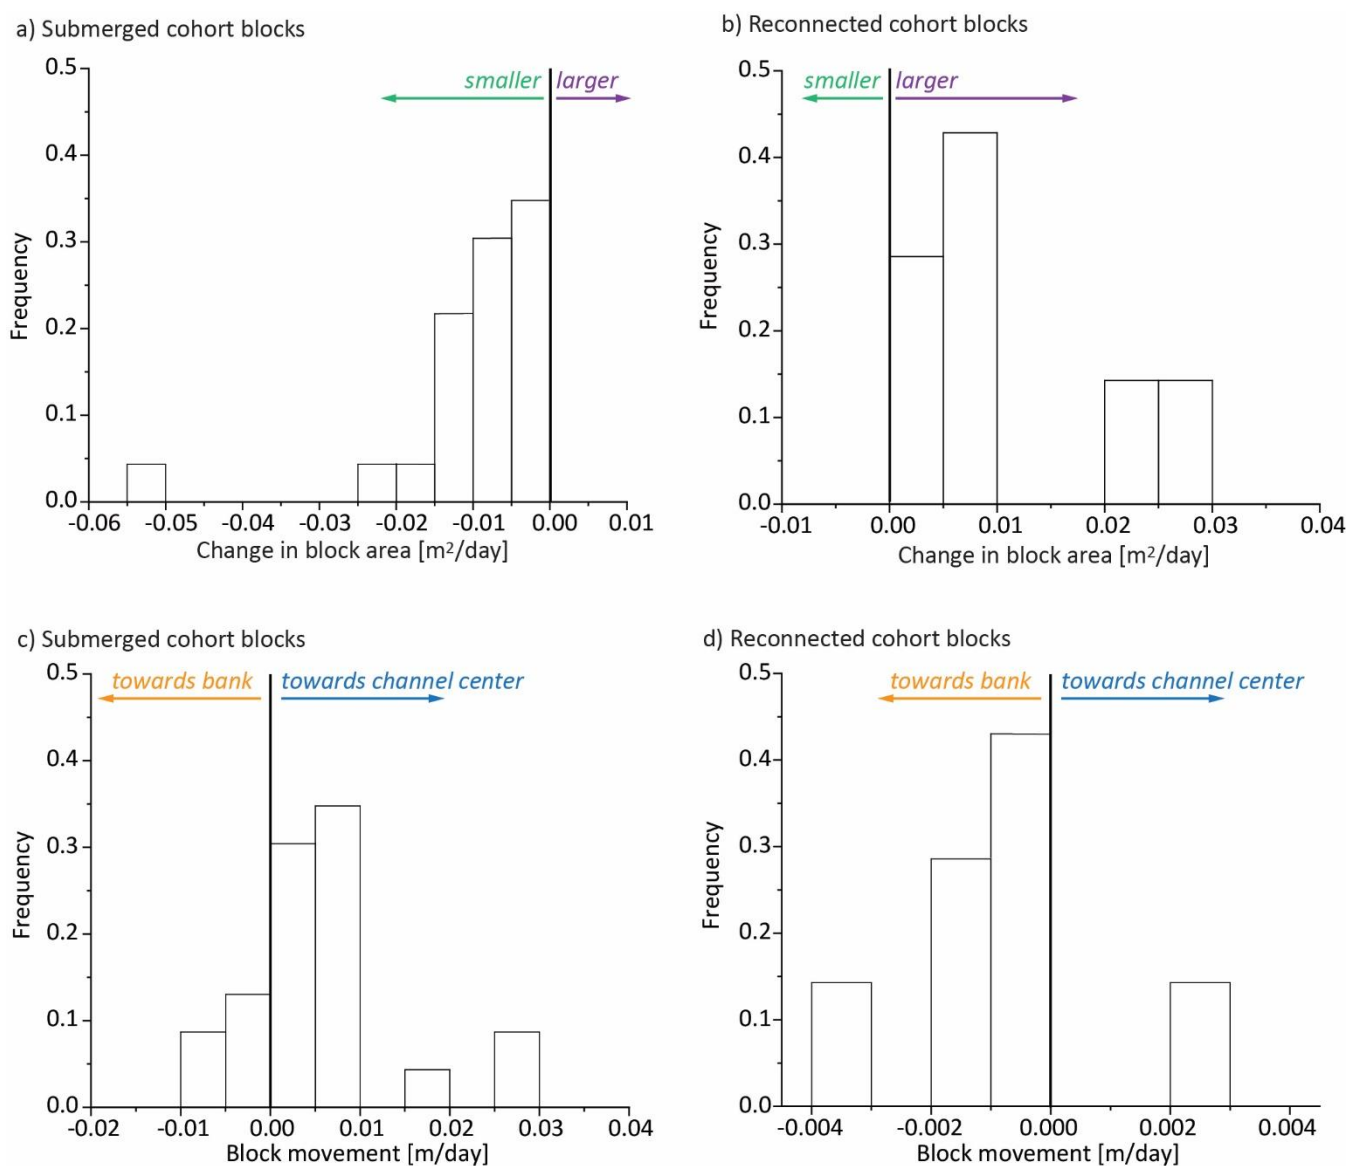 a) Submerged cohort blocks
0.5
smaller larger
0.4
0.3
0.2
0.1
0.0
Frequency
-0.06 -0.05 -0.04 -0.03 -0.02 -0.01 0.00 0.01
Change in block area [m²/day]
b) Reconnected cohort blocks
0.5
smaller larger
0.4
0.3
0.2
0.1
0.0
Frequency
-0.01 0.00 0.01 0.02 0.03 0.04
Change in block area [m²/day]
c) Submerged cohort blocks
0.5
towards bank towards channel center
0.4
0.3
0.2
0.1
0.0
Frequency
-0.02 -0.01 0.00 0.01 0.02 0.03 0.04
Block movement [m/day]
d) Reconnected cohort blocks
0.5
towards bank towards channel center
0.4
0.3
0.2
0.1
0.0
Frequency
-0.004 -0.002 0.000 0.002 0.004
Block movement [m/day]